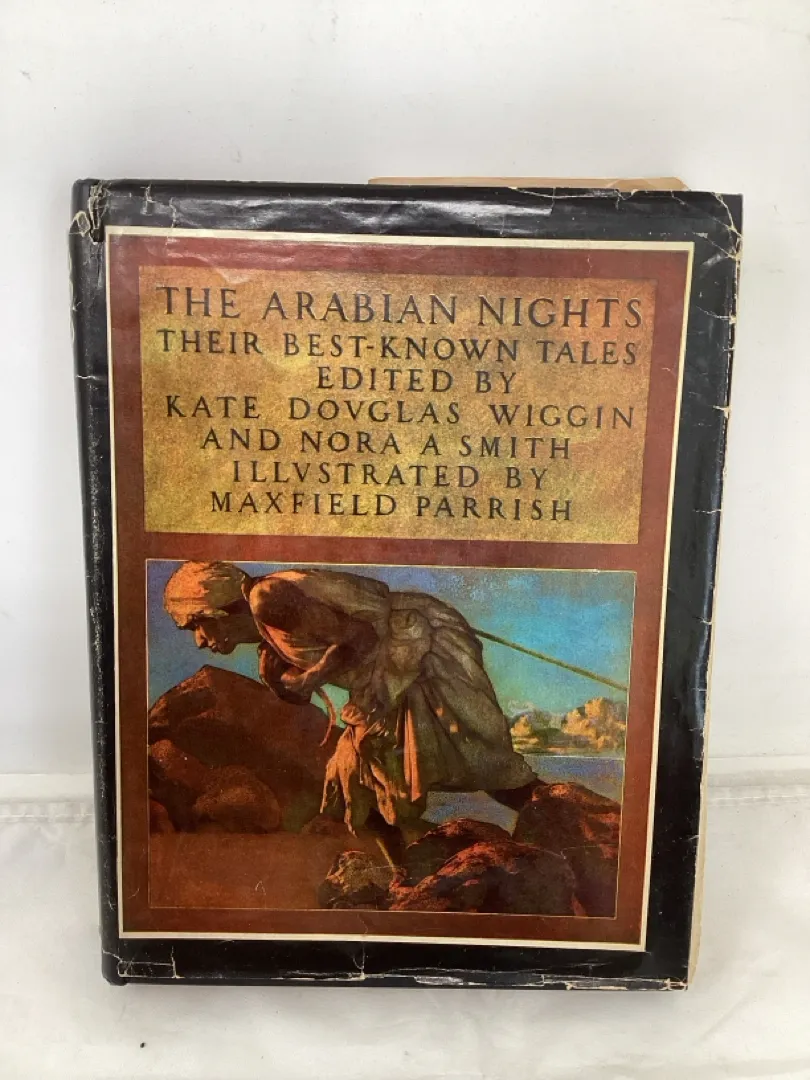 THE ARABIAN NIGHTS
THEIR BEST-KNOWN TALES
EDITED BY
KATE DOVGLAS WIGGIN
AND NORA A SMITH
ILLVSTRATED BY
MAXFIELD PARRISH